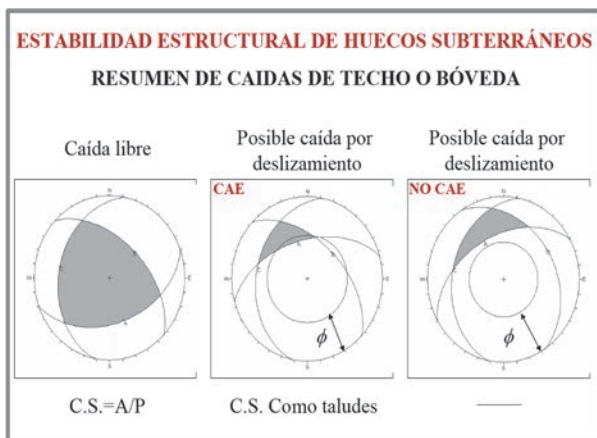 ESTABILIDAD ESTRUCTURAL DE HUECOS SUBTERRÁNEOS
RESUMEN DE CAIDAS DE TECHO O BÓVEDA
Caída libre
Posible caída por
deslizamiento
Posible caída por
deslizamiento
CAE
NO CAE
ϕ
ϕ
C.S.=A/P
C.S. Como taludes